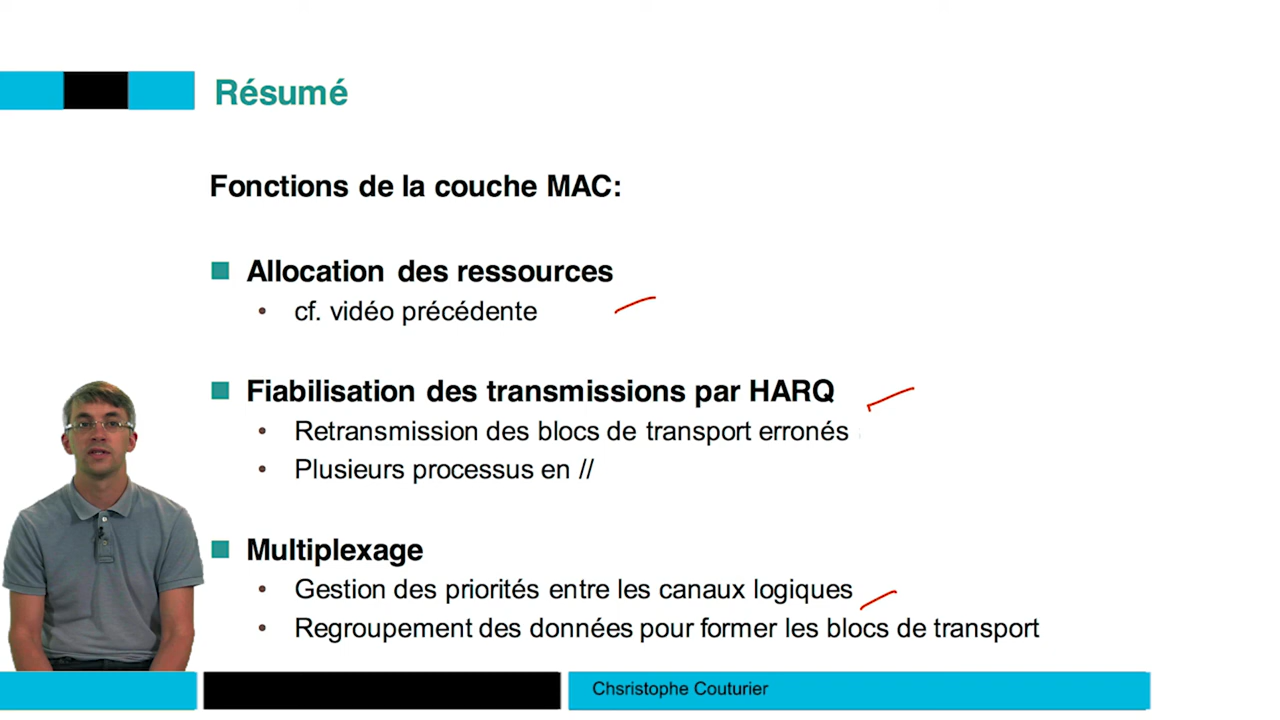 Résumé
Fonctions de la couche MAC:
Allocation des ressources
cf. vidéo précédente
Fiabilisation des transmissions par HARQ
Retransmission des blocs de transport erronés
Plusieurs processus en //
Multiplexage
Gestion des priorités entre les canaux logiques
Regroupement des données pour former les blocs de transport
Chsristophe Couturier